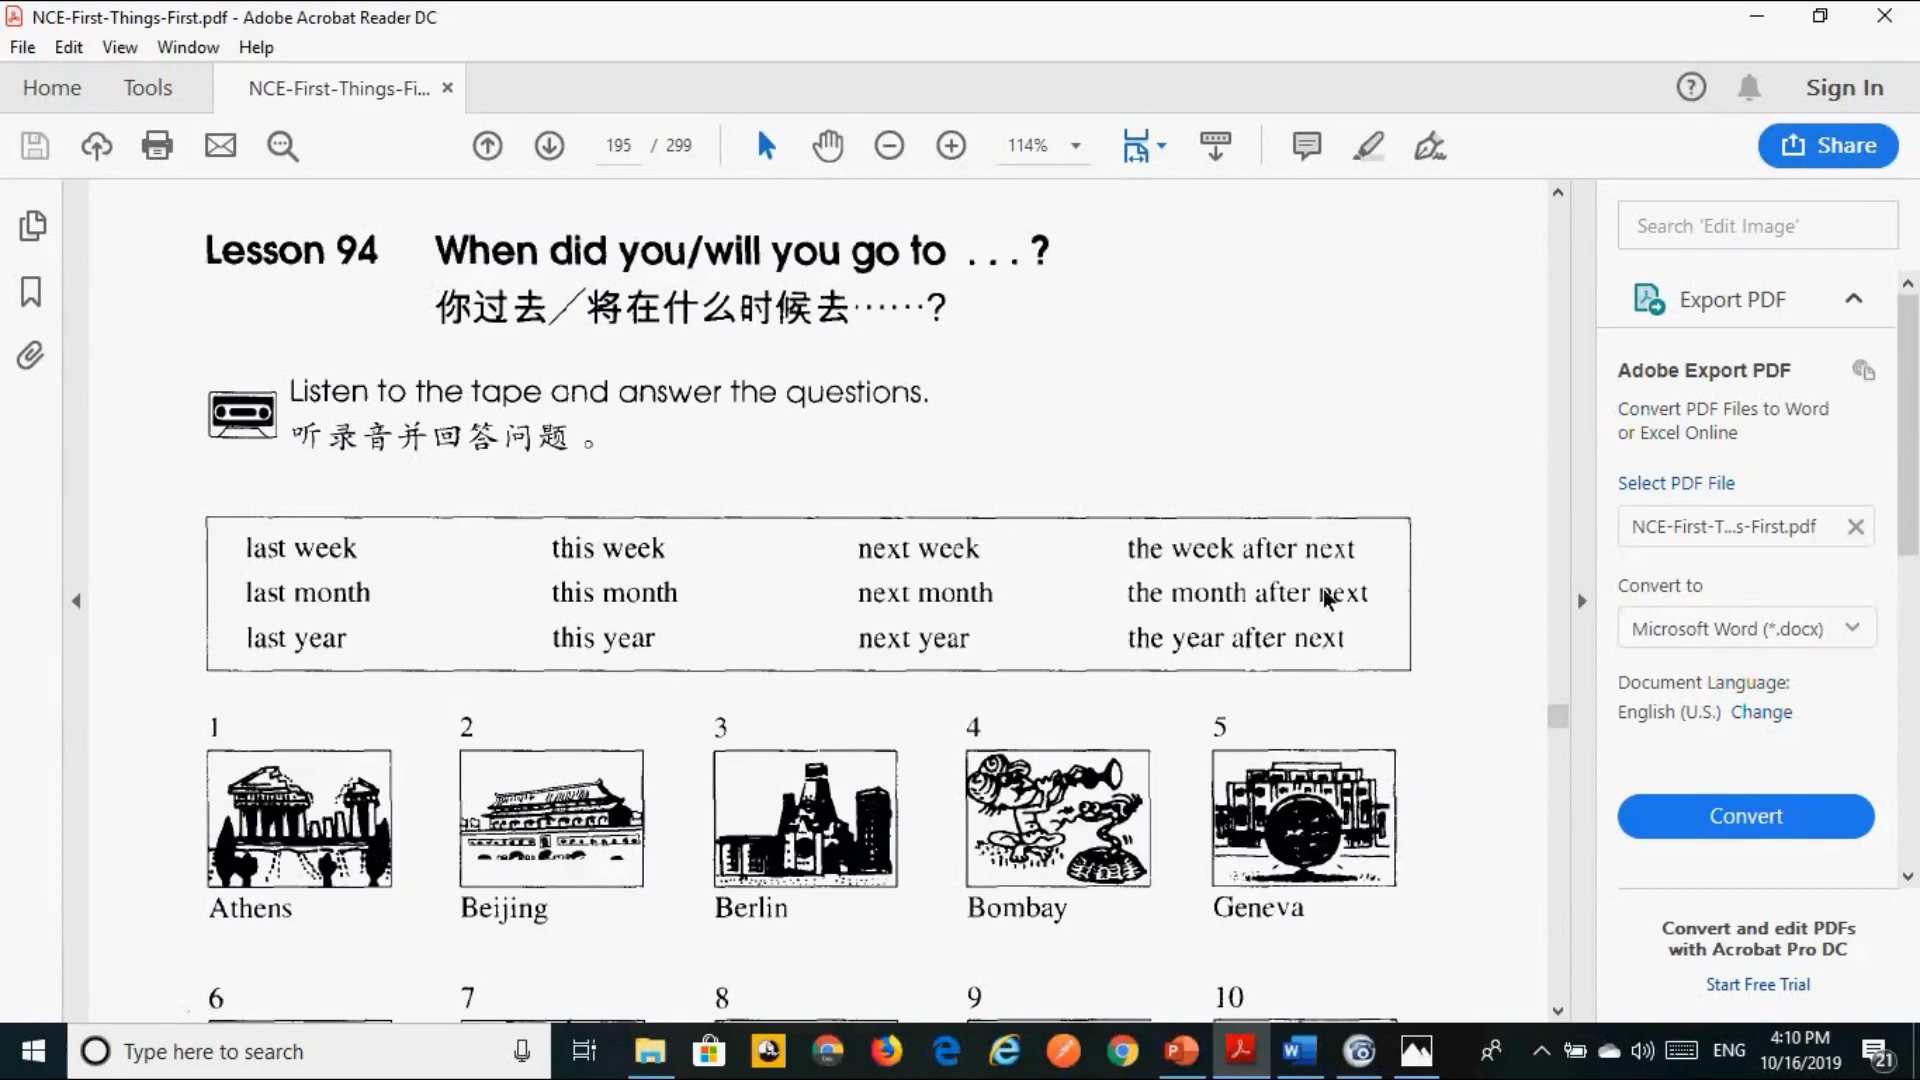 NCE-First-Things-First.pdf - Adobe Acrobat Reader DC
File Edit View Window Help
Home Tools NCE-First-Things-Fi... Sign In
195 / 299 114% Share
Lesson 94 When did you/will you go to . . . ?
你过去／将在什么时候去……?
Listen to the tape and answer the questions.
听录音并回答问题。
last week this week next week the week after next
last month this month next month the month after next
last year this year next year the year after next
1 2 3 4 5
Athens Beijing Berlin Bombay Geneva
6 7 8 9 10
Search 'Edit Image'
Export PDF
Adobe Export PDF
Convert PDF Files to Word
or Excel Online
Select PDF File
NCE-First-T...s-First.pdf
Convert to
Microsoft Word (*.docx)
Document Language:
English (U.S.) Change
Convert
Convert and edit PDFs
with Acrobat Pro DC
Start Free Trial
Type here to search
ENG
4:10 PM
10/16/2019
21